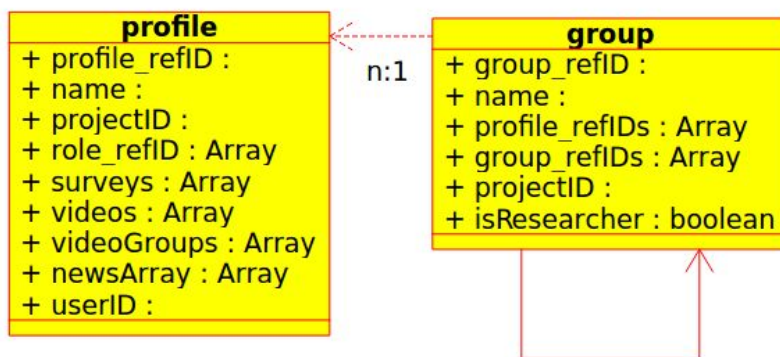 profile
+ profile_refID :
+ name :
+ projectID :
+ role_refID : Array
+ surveys : Array
+ videos : Array
+ videoGroups : Array
+ newsArray : Array
+ userID :
n:1
group
+ group_refID :
+ name :
+ profile_refIDs : Array
+ group_refIDs : Array
+ projectID :
+ isResearcher : boolean